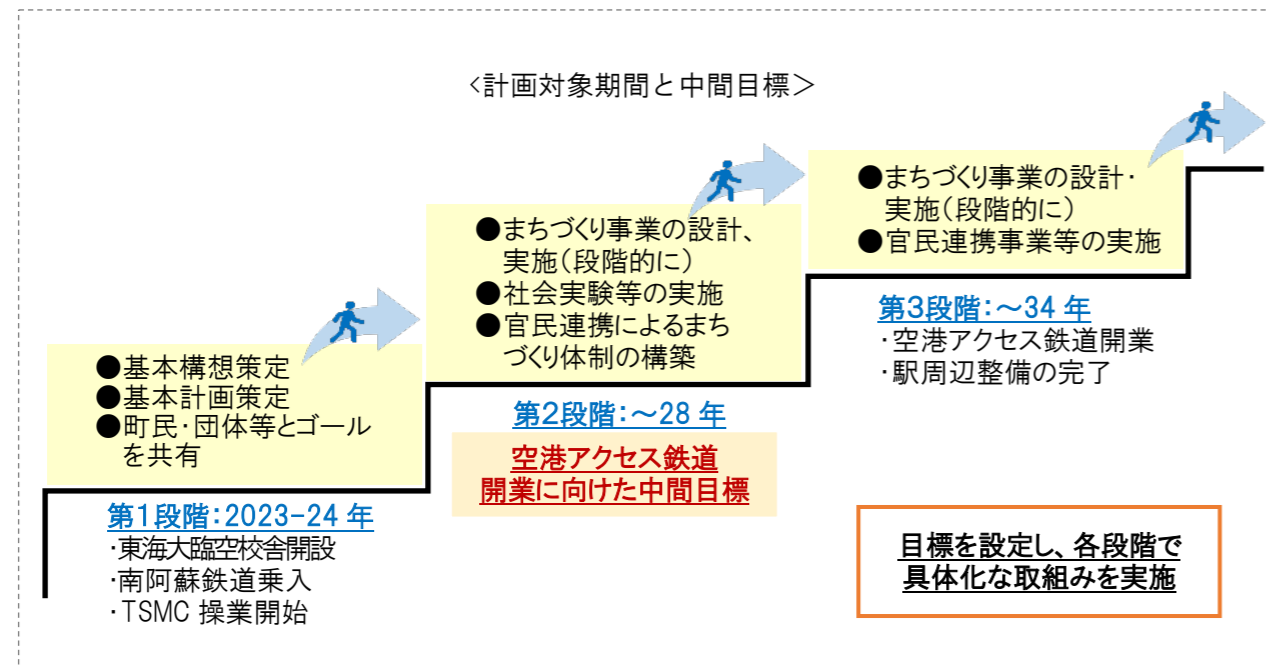 <計画対象期間と中間目標>
●基本構想策定
●基本計画策定
●町民・団体等とゴール
を共有
第1段階：2023-24 年
・東海大臨空校舎開設
・南阿蘇鉄道乗入
・TSMC 操業開始
●まちづくり事業の設計、
実施（段階的に）
●社会実験等の実施
●官民連携によるまち
づくり体制の構築
第２段階：～28 年
空港アクセス鉄道
開業に向けた中間目標
●まちづくり事業の設計・
実施（段階的に）
●官民連携事業等の実施
第３段階：～34 年
・空港アクセス鉄道開業
・駅周辺整備の完了
目標を設定し、各段階で
具体化な取組みを実施